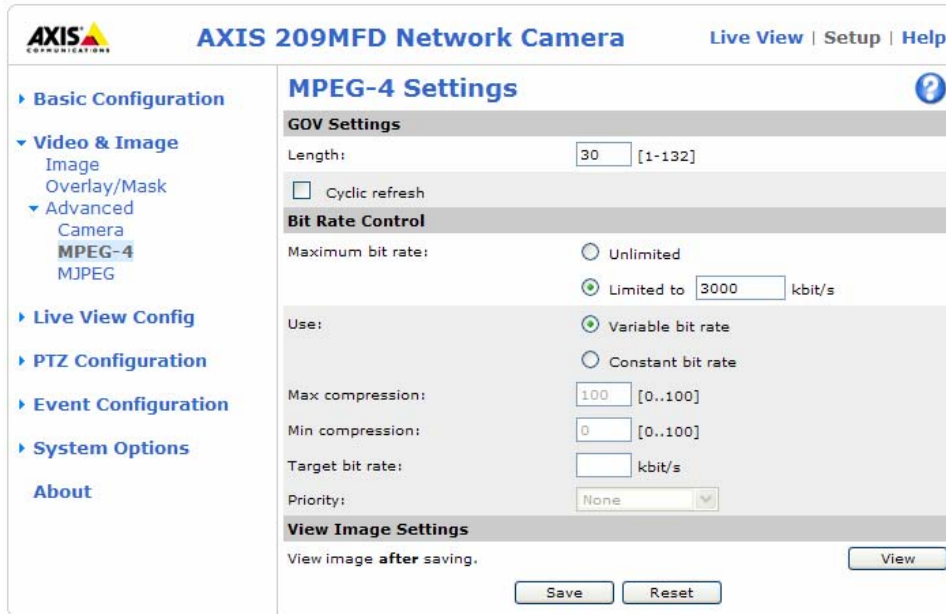 AXIS
COMMUNICATIONS
AXIS 209MFD Network Camera
Live View | Setup | Help
Basic Configuration
Video & Image
Image
Overlay/Mask
Advanced
Camera
MPEG-4
MJPEG
Live View Config
PTZ Configuration
Event Configuration
System Options
About
MPEG-4 Settings
?
GOV Settings
Length: 30 [1-132]
Cyclic refresh
Bit Rate Control
Maximum bit rate: Unlimited
Limited to 3000 kbit/s
Use: Variable bit rate
Constant bit rate
Max compression: 100 [0..100]
Min compression: 0 [0..100]
Target bit rate: kbit/s
Priority: None
View Image Settings
View image after saving. View
Save Reset